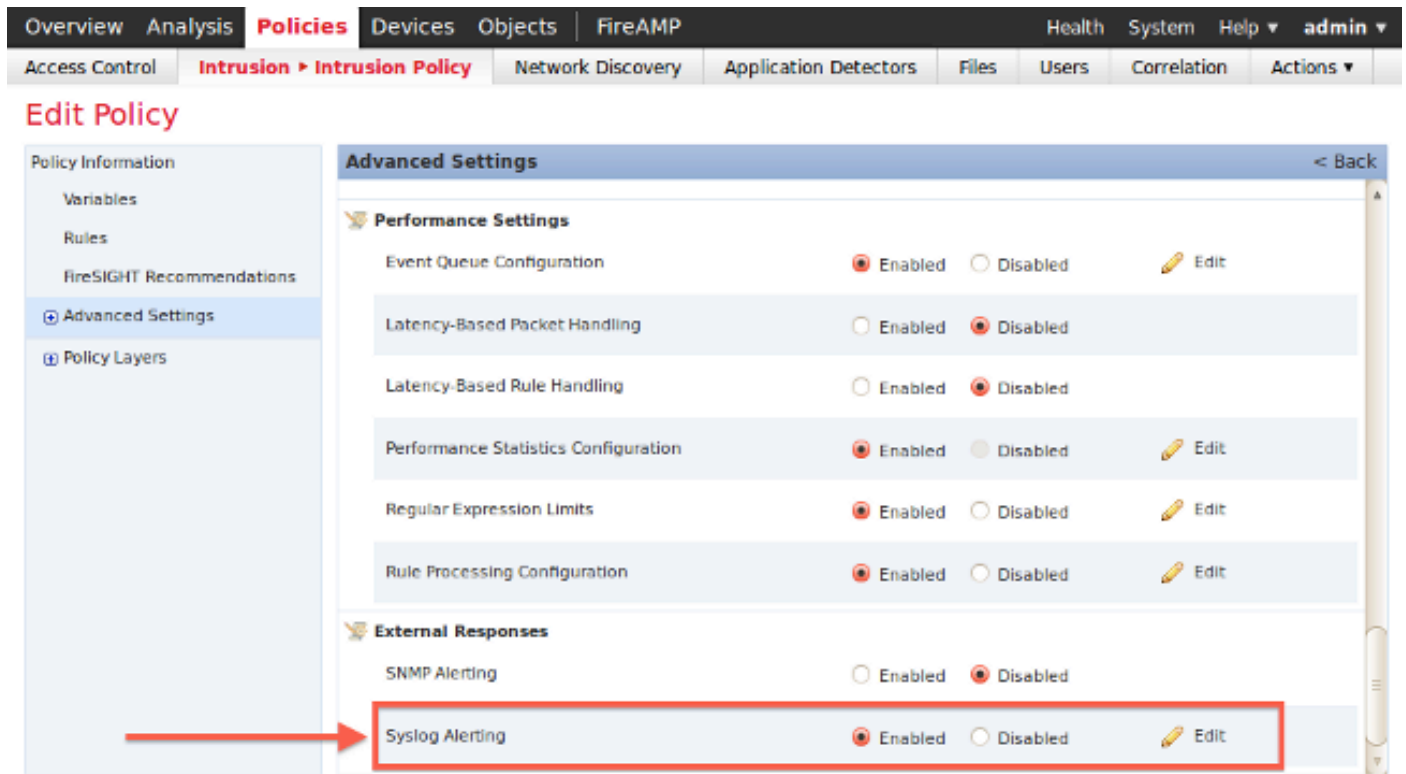 Overview Analysis Policies Devices Objects FireAMP Health System Help ▾ admin ▾
Access Control Intrusion ▸ Intrusion Policy Network Discovery Application Detectors Files Users Correlation Actions ▾
Edit Policy
Policy Information
Variables
Rules
FireSIGHT Recommendations
Advanced Settings
Policy Layers
Advanced Settings < Back
Performance Settings
Event Queue Configuration Enabled Disabled Edit
Latency-Based Packet Handling Enabled Disabled
Latency-Based Rule Handling Enabled Disabled
Performance Statistics Configuration Enabled Disabled Edit
Regular Expression Limits Enabled Disabled Edit
Rule Processing Configuration Enabled Disabled Edit
External Responses
SNMP Alerting Enabled Disabled
Syslog Alerting Enabled Disabled Edit